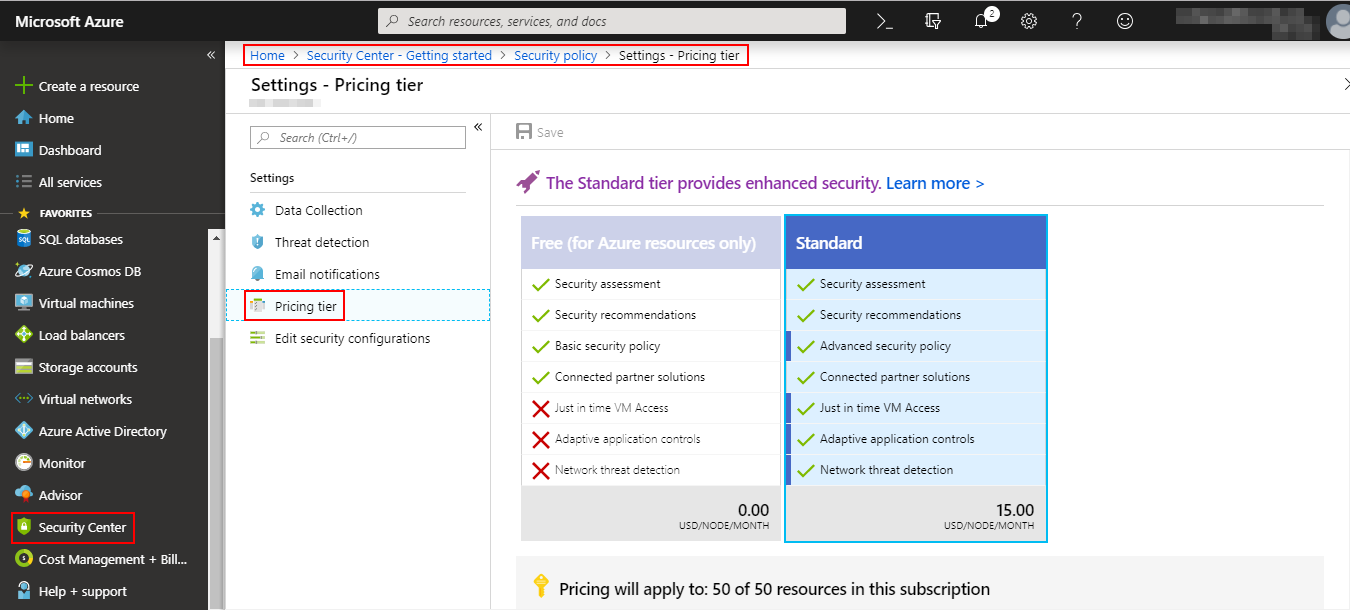 Microsoft Azure
Search resources, services, and docs
2
Home > Security Center - Getting started > Security policy > Settings - Pricing tier
Create a resource
Home
Dashboard
All services
FAVORITES
SQL databases
Azure Cosmos DB
Virtual machines
Load balancers
Storage accounts
Virtual networks
Azure Active Directory
Monitor
Advisor
Security Center
Cost Management + Bill...
Help + support
Settings - Pricing tier
Search (Ctrl+/)
Settings
Data Collection
Threat detection
Email notifications
Pricing tier
Edit security configurations
Save
The Standard tier provides enhanced security. Learn more >
Free (for Azure resources only)
Security assessment
Security recommendations
Basic security policy
Connected partner solutions
Just in time VM Access
Adaptive application controls
Network threat detection
0.00
USD/NODE/MONTH
Standard
Security assessment
Security recommendations
Advanced security policy
Connected partner solutions
Just in time VM Access
Adaptive application controls
Network threat detection
15.00
USD/NODE/MONTH
Pricing will apply to: 50 of 50 resources in this subscription